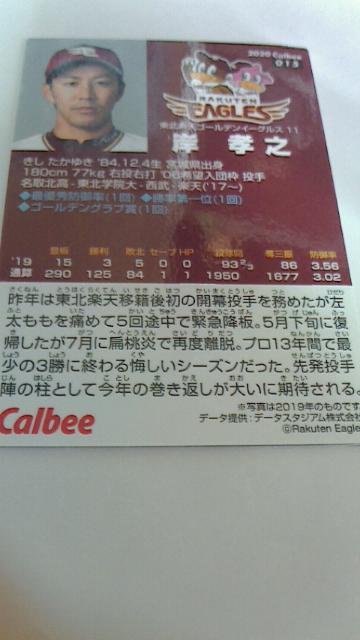 2020 Calbee
015
RAKUTEN
EAGLES
東北楽天ゴールデンイーグルス 11
岸 孝之
きし たかゆき '84.12.4生 宮城県出身
180cm 77kg 右投右打 '06希望入団枠 投手
名取北高-東北学院大-西武-楽天('17~)
◆最優秀防御率(1回) ◆勝率第一位(1回)
◆ゴールデングラブ賞(1回)
登板 勝利 敗北 セーブ HP 投球回 奪三振 防御率
'19 15 3 5 0 0 93 2/3 86 3.56
通算 290 125 84 1 0 1950 1677 3.02
昨年は東北楽天移籍後初の開幕投手を務めたが左
太ももを痛めて5回途中で緊急降板。5月下旬に復
帰したが7月に扁桃炎で再度離脱。プロ13年間で最
少の3勝に終わる悔しいシーズンだった。先発投手
陣の柱として今年の巻き返しが大いに期待される。
Calbee
※写真は2019年のものです
データ提供:データスタジアム株式会社
©Rakuten Eagle